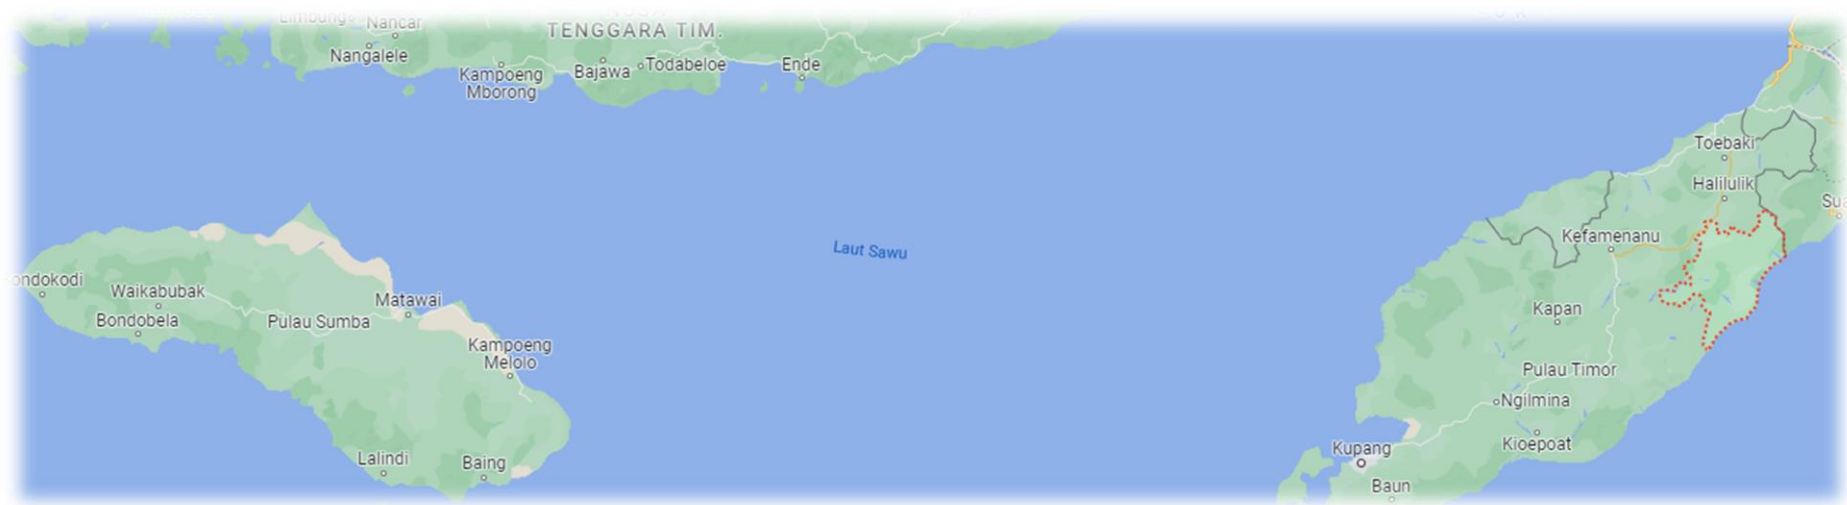 Nancar
TENGGARA TIM.
Nangalele
Kampoeng
Mborong
Bajawa
Todabeloe
Ende
Toebaki
Halilulik
Kefamenanu
Laut Sawu
Waikabubak
Bondobela
Pulau Sumba
Matawai
Kampoeng
Melolo
Kapan
Pulau Timor
Ngilmina
Kioepoat
Kupang
Baun
Lalindi
Baing
ondokodi
Sua